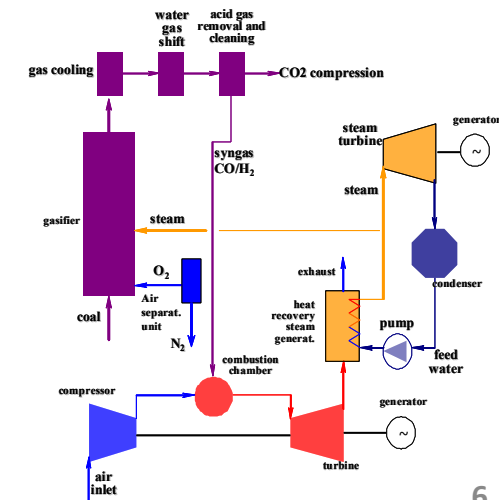 water
gas
shift
acid gas
removal and
cleaning
gas cooling
CO2 compression
generator
~
steam
turbine
syngas
CO/H2
steam
gasifier
steam
exhaust
condenser
O2
Air
separat.
unit
heat
recovery
steam
generat.
pump
coal
N2
feed
water
combustion
chamber
compressor
generator
~
turbine
air
inlet
6